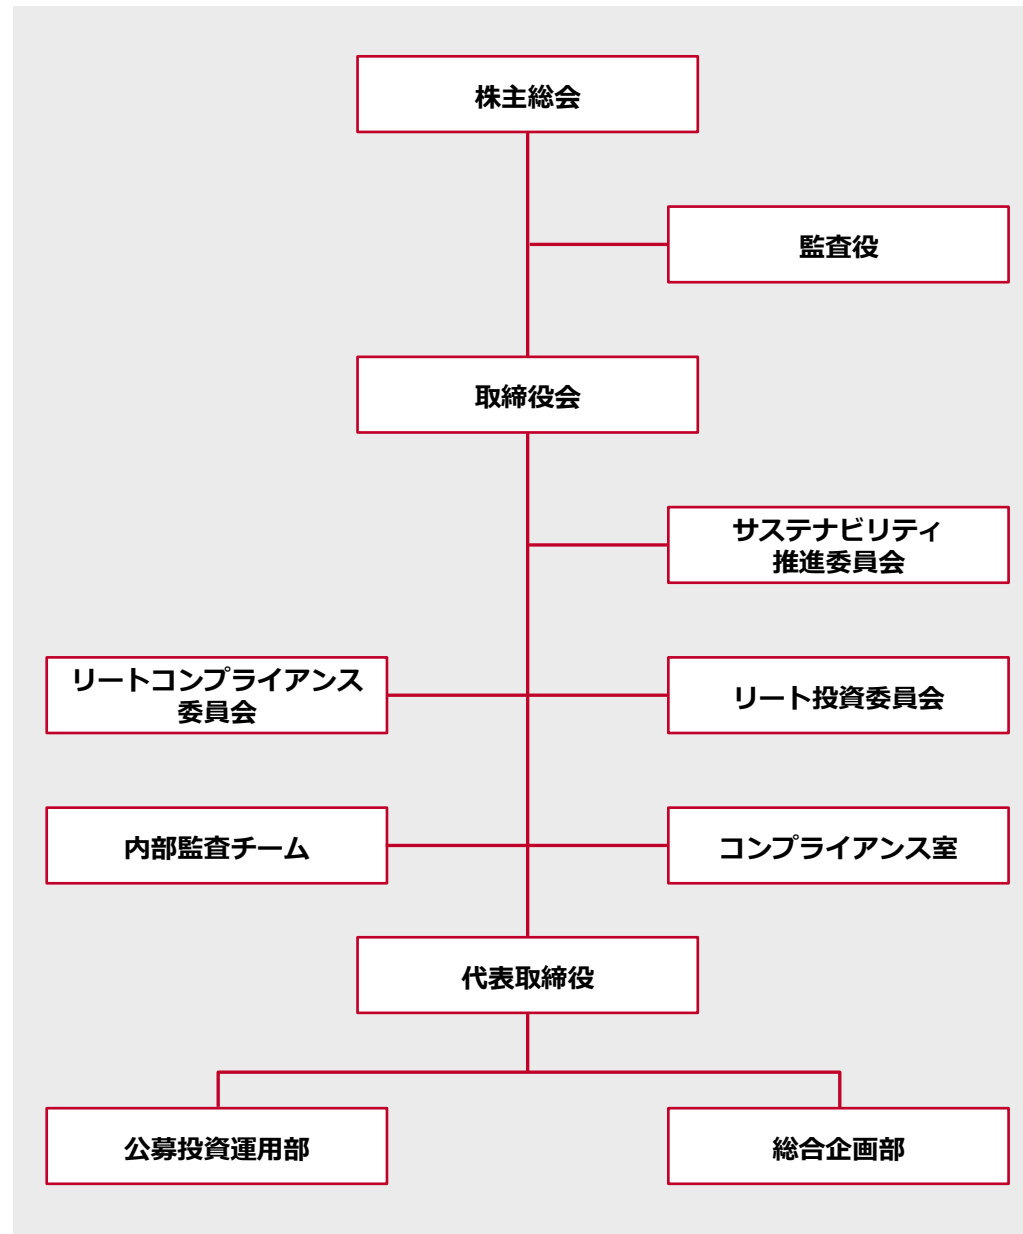 株主総会
監査役
取締役会
サステナビリティ
推進委員会
リートコンプライアンス
委員会
リート投資委員会
内部監査チーム
コンプライアンス室
代表取締役
公募投資運用部
総合企画部